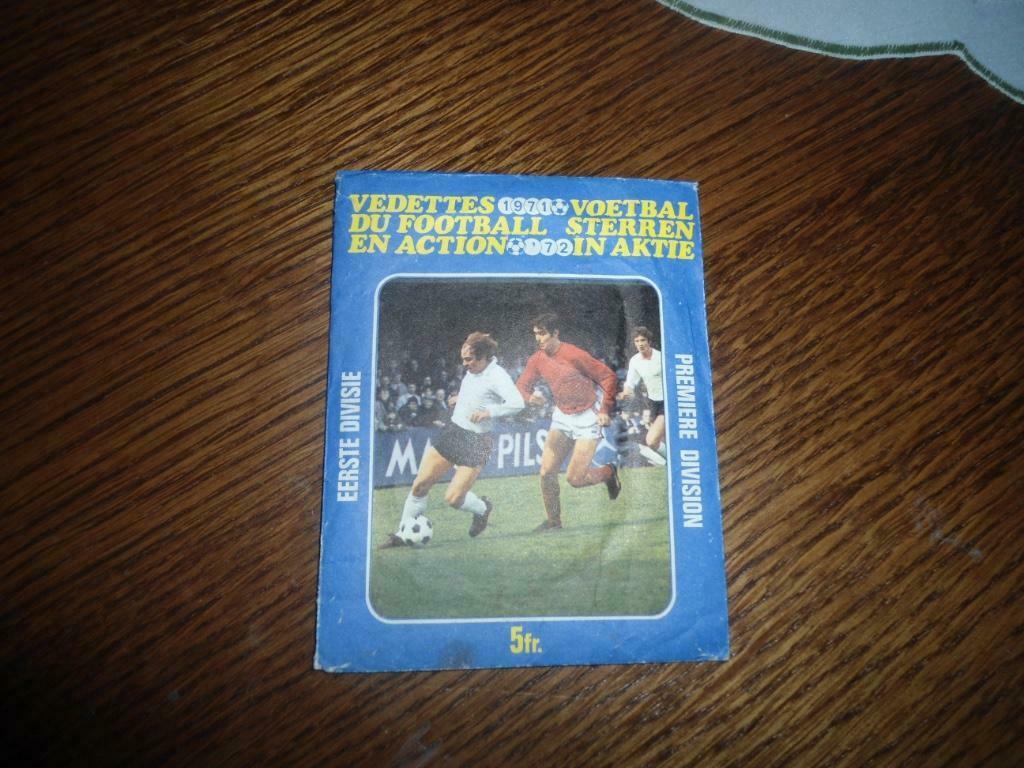 VEDETTES 1971 VOETBAL
DU FOOTBALL STERREN
EN ACTION '72 IN AKTIE
EERSTE DIVISIE
PREMIERE DIVISION
M
PILS
5fr.